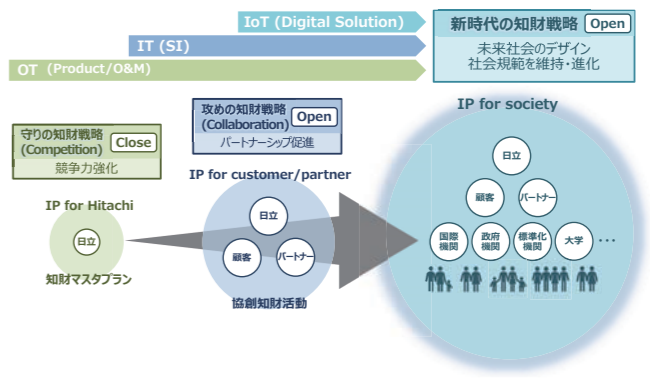 IoT (Digital Solution)
IT (SI)
OT (Product/O&M)
新時代の知財戦略 Open
未来社会のデザイン
社会規範を維持・進化
守りの知財戦略
(Competition) Close
競争力強化
攻めの知財戦略
(Collaboration) Open
パートナーシップ促進
IP for Hitachi
日立
知財マスタプラン
IP for customer/partner
日立
顧客 パートナー
協創知財活動
IP for society
日立
顧客 パートナー
国際
機関
政府
機関
標準化
機関
大学 …